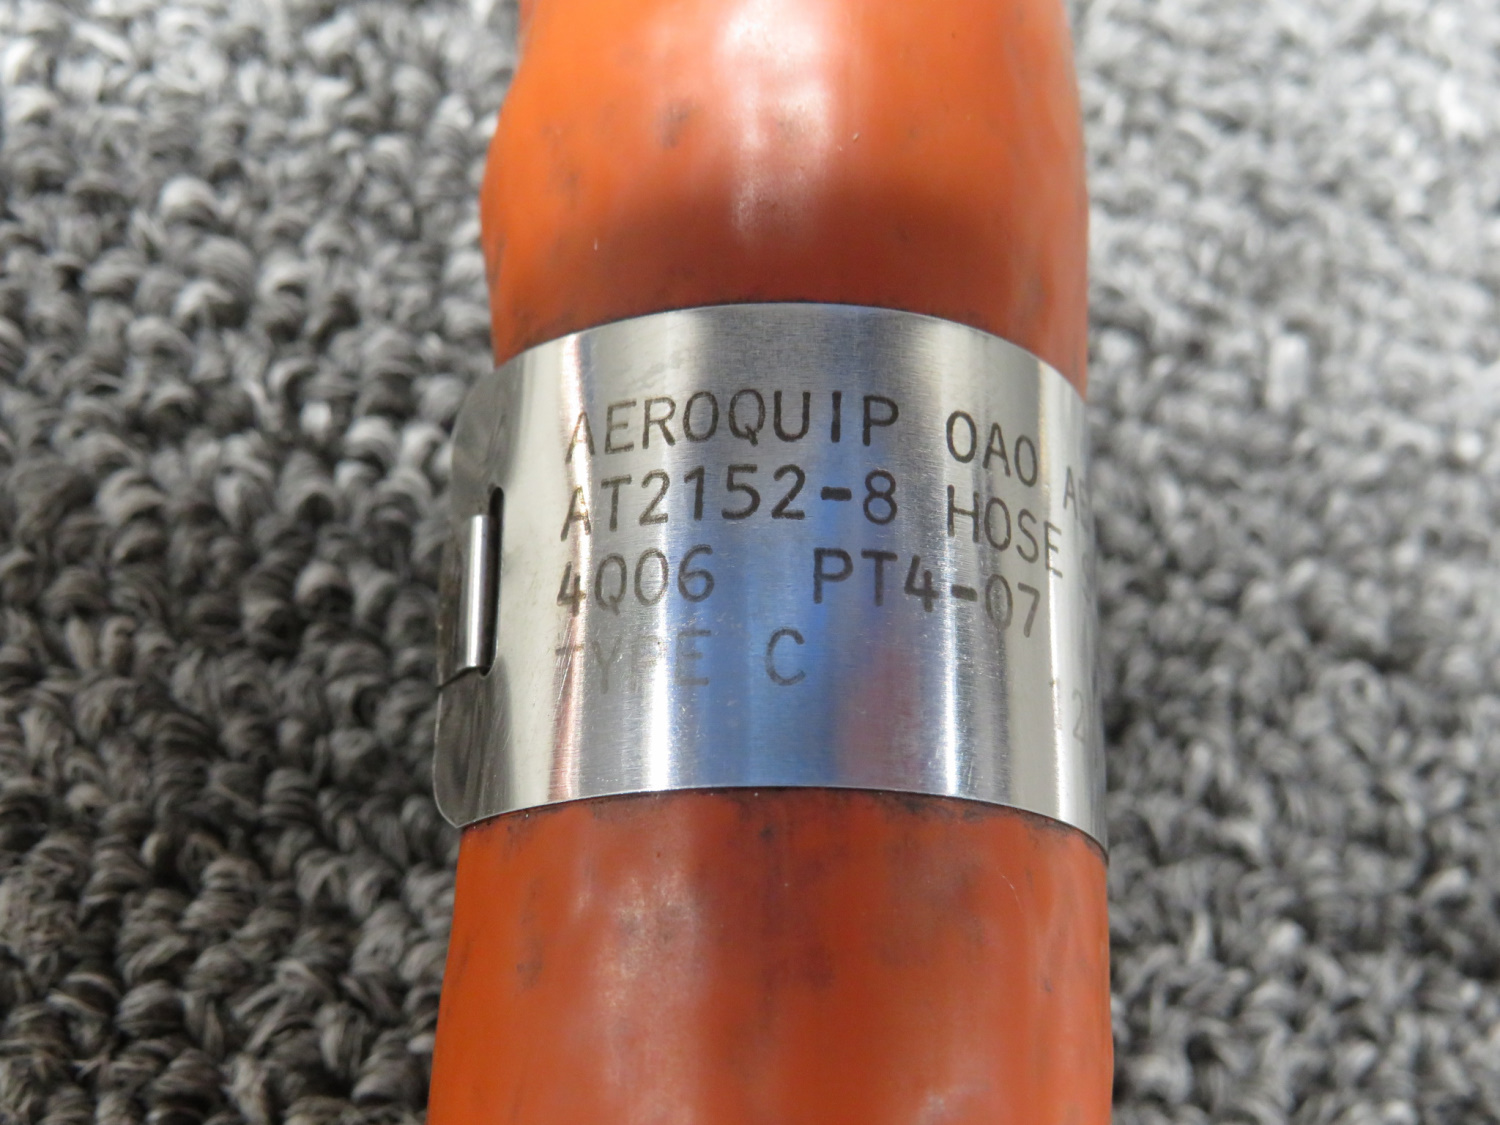 AEROQUIP OAO
AT2152-8 HOSE
4Q06 PT4-07
TYPE C